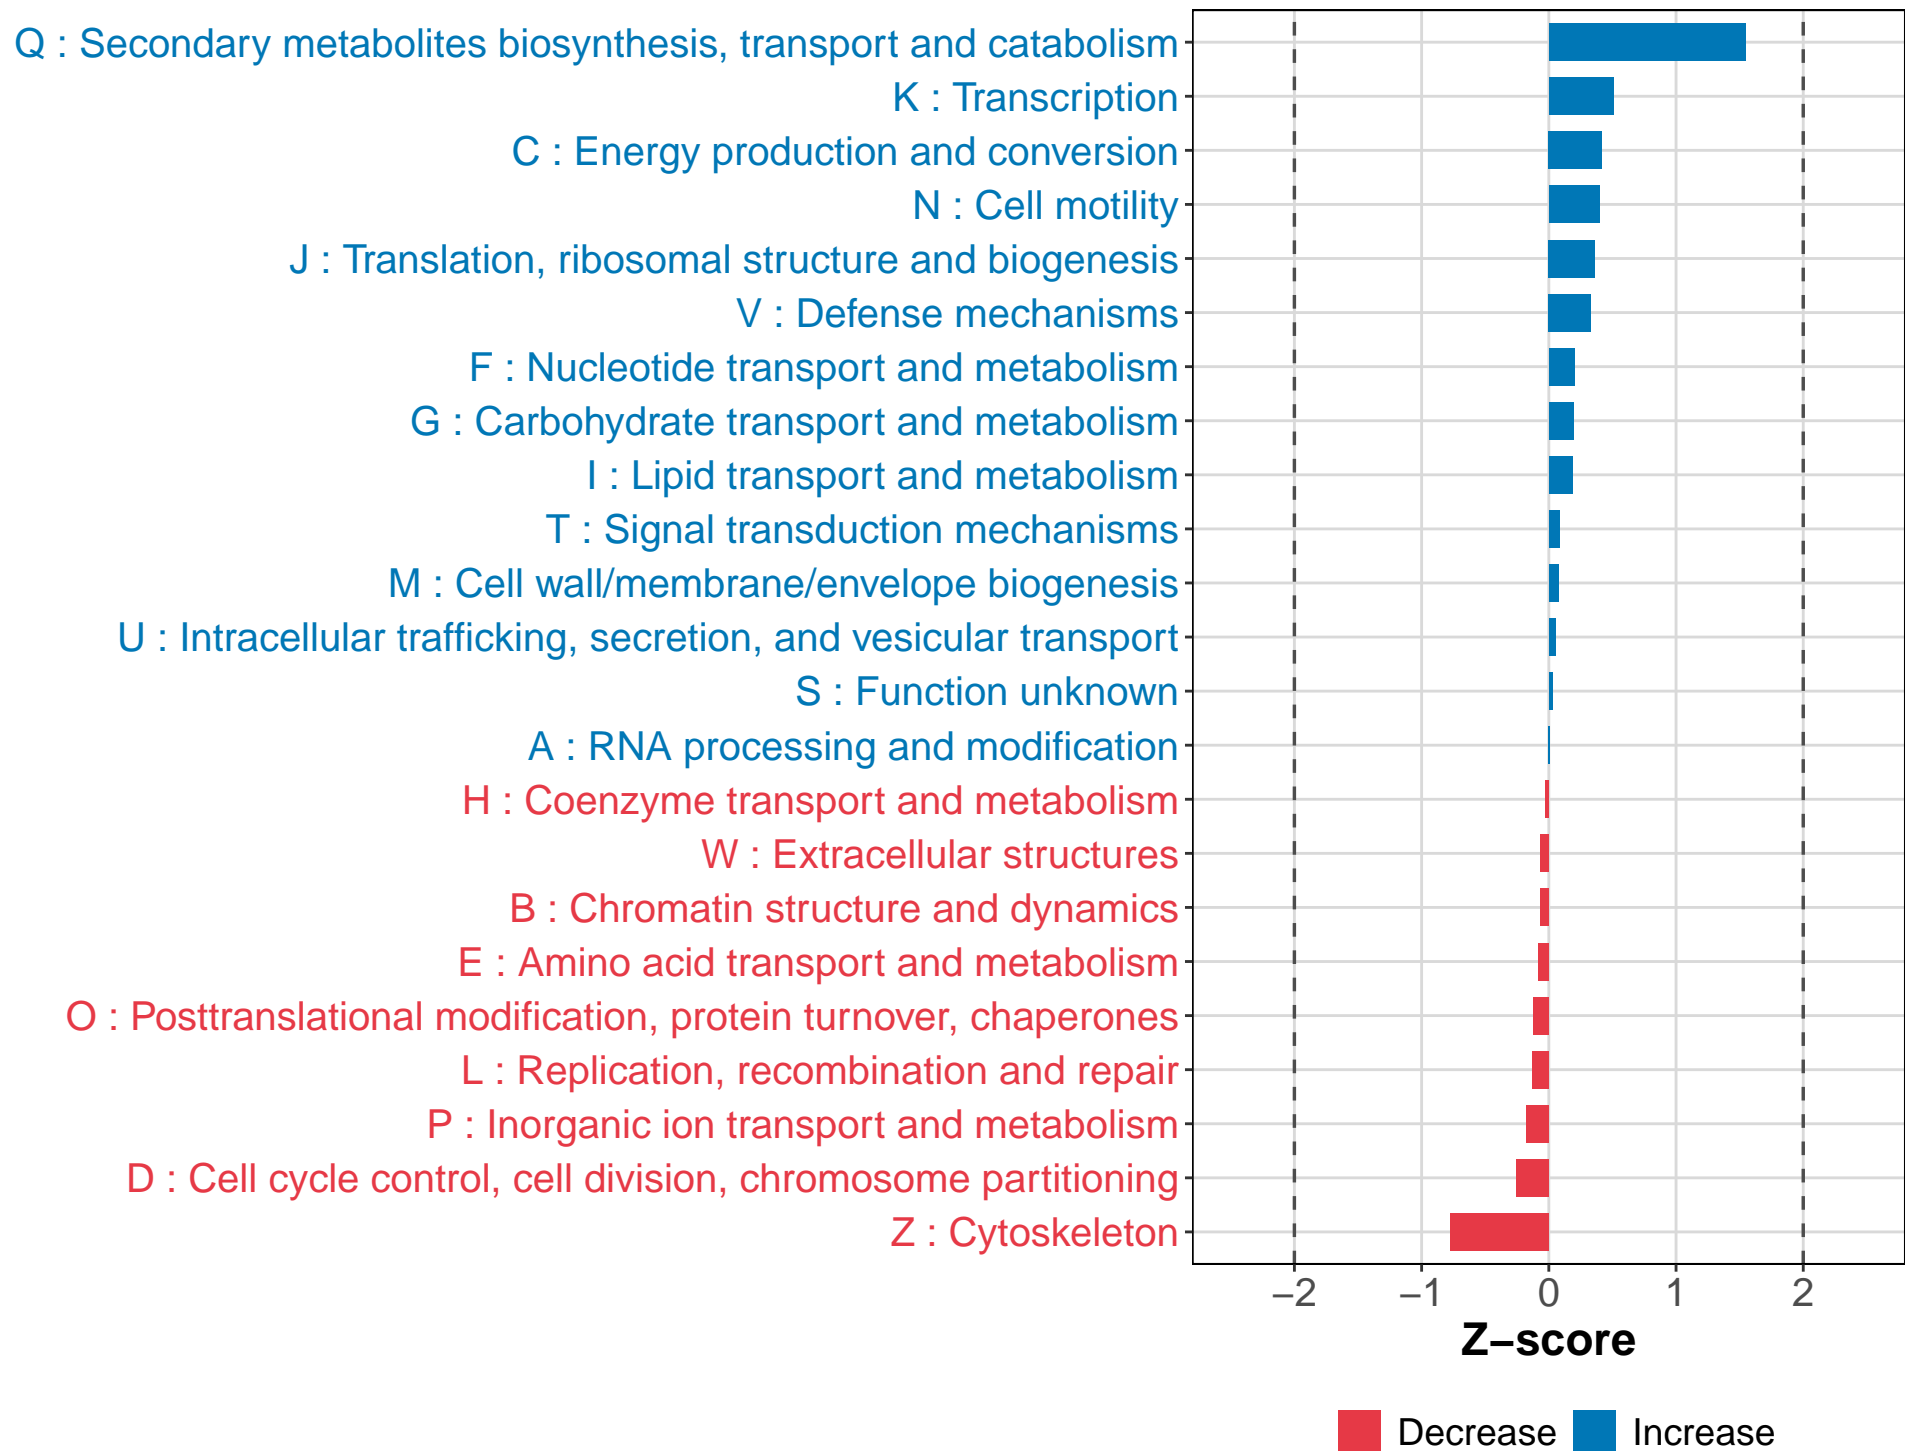 Q : Secondary metabolites biosynthesis, transport and catabolism
K : Transcription
C : Energy production and conversion
N : Cell motility
J : Translation, ribosomal structure and biogenesis
V : Defense mechanisms
F : Nucleotide transport and metabolism
G : Carbohydrate transport and metabolism
I : Lipid transport and metabolism
T : Signal transduction mechanisms
M : Cell wall/membrane/envelope biogenesis
U : Intracellular trafficking, secretion, and vesicular transport
S : Function unknown
A : RNA processing and modification
H : Coenzyme transport and metabolism
W : Extracellular structures
B : Chromatin structure and dynamics
E : Amino acid transport and metabolism
O : Posttranslational modification, protein turnover, chaperones
L : Replication, recombination and repair
P : Inorganic ion transport and metabolism
D : Cell cycle control, cell division, chromosome partitioning
Z : Cytoskeleton
−2 −1 0 1 2
Z−score
Decrease Increase